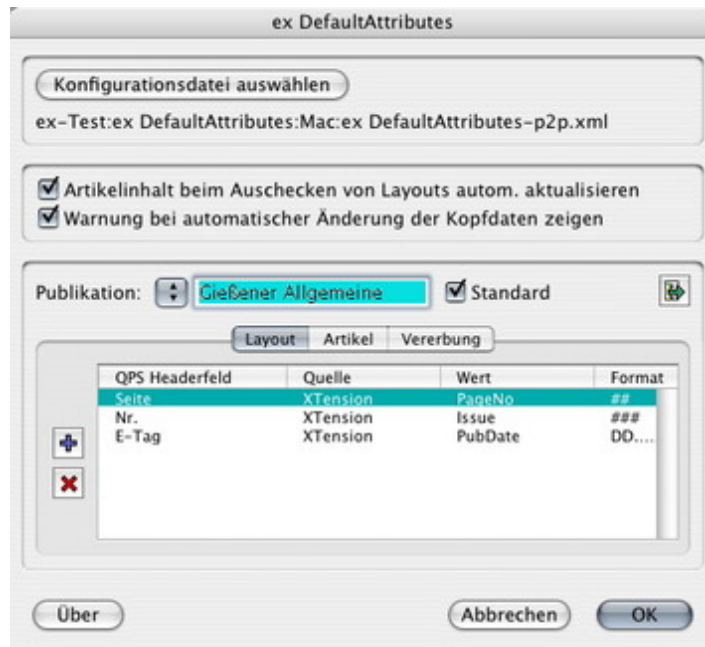 ex DefaultAttributes
Konfigurationsdatei auswählen
ex-Test:ex DefaultAttributes:Mac:ex DefaultAttributes-p2p.xml
Artikelinhalt beim Auschecken von Layouts autom. aktualisieren
Warnung bei automatischer Änderung der Kopfdaten zeigen
Publikation: Gießener Allgemeine Standard
Layout Artikel Vererbung
QPS Headerfeld Quelle Wert Format
Seite XTension PageNo ##
Nr. XTension Issue ###
E-Tag XTension PubDate DD....
Über Abbrechen OK